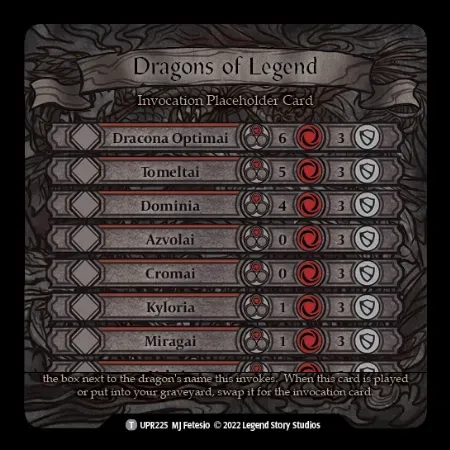 Dragons of Legend
Invocation Placeholder Card
Dracona Optimai 6 3
Tomeltai 5 3
Dominia 4 3
Azvolai 0 3
Cromai 0 3
Kyloria 1 3
Miragai 1 3
the box next to the dragon's name this invokes. When this card is played
or put into your graveyard, swap it for the invocation card.
T UPR225 MJ Fetesio © 2022 Legend Story Studios